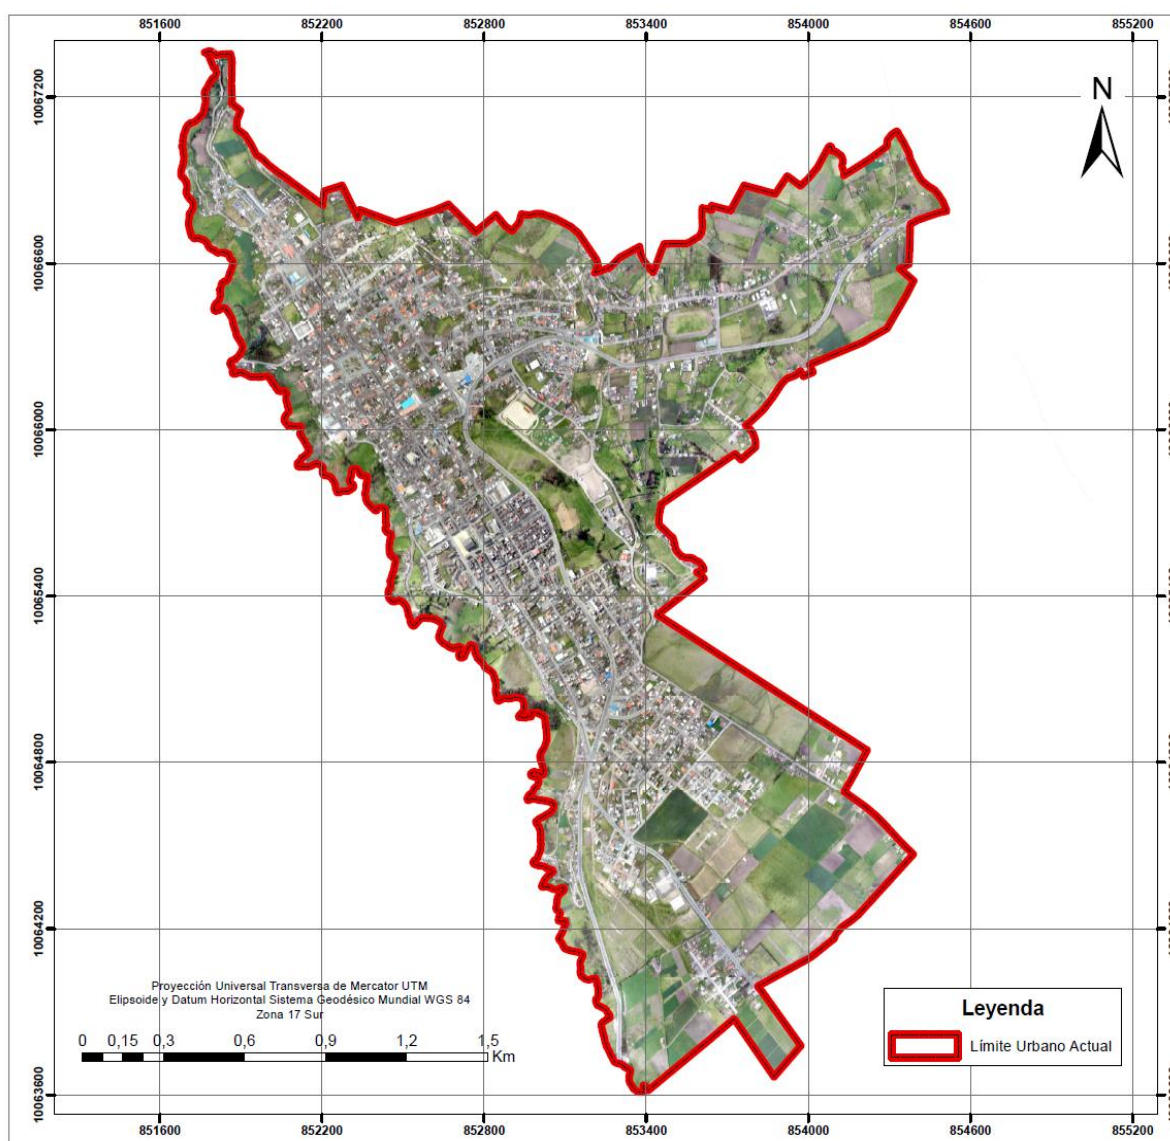 851600 852200 852800 853400 854000 854600 855200
N
10067200
10066600
10066000
10065400
10064800
10064200
10063600
Proyección Universal Transversa de Mercator UTM
Elipsoide y Datum Horizontal Sistema Geodésico Mundial WGS 84
Zona 17 Sur
0 0,15 0,3 0,6 0,9 1,2 1,5
Km
Leyenda
Límite Urbano Actual
851600 852200 852800 853400 854000 854600 855200